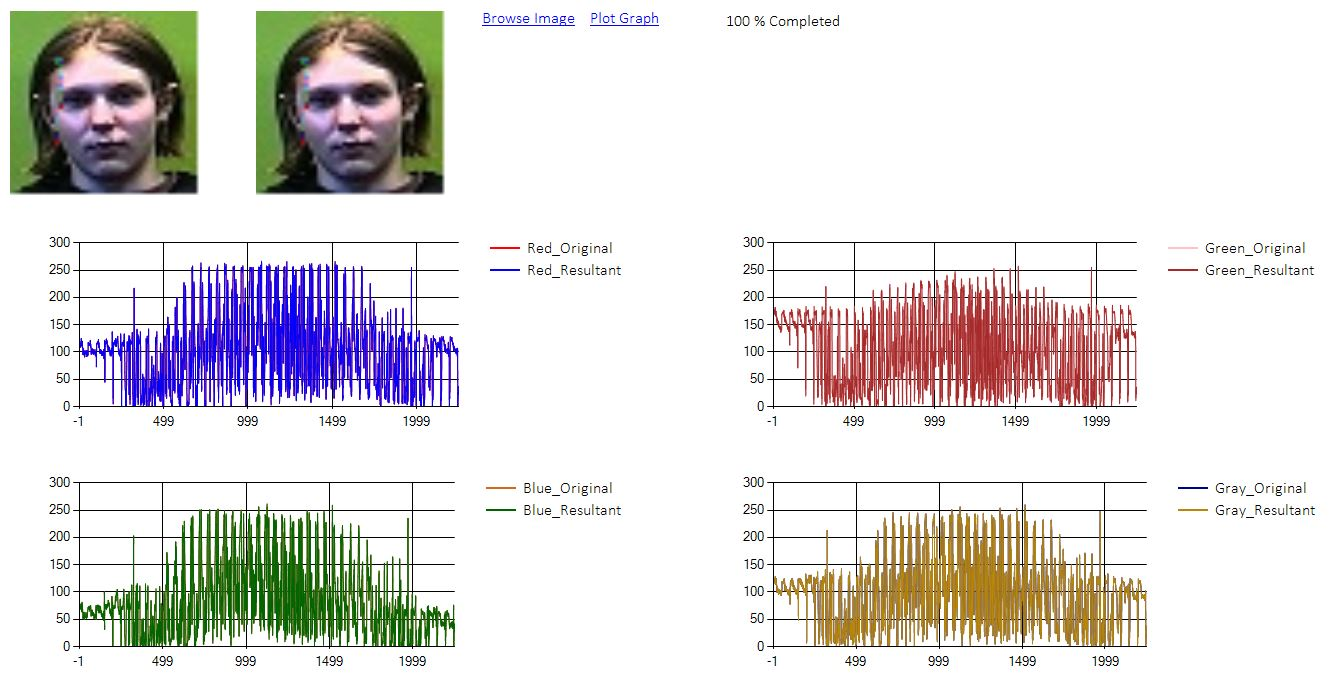 Browse Image Plot Graph 100 % Completed
300
250
200
150
100
50
0
-1 499 999 1499 1999
Red_Original
Red_Resultant
300
250
200
150
100
50
0
-1 499 999 1499 1999
Green_Original
Green_Resultant
300
250
200
150
100
50
0
-1 499 999 1499 1999
Blue_Original
Blue_Resultant
300
250
200
150
100
50
0
-1 499 999 1499 1999
Gray_Original
Gray_Resultant